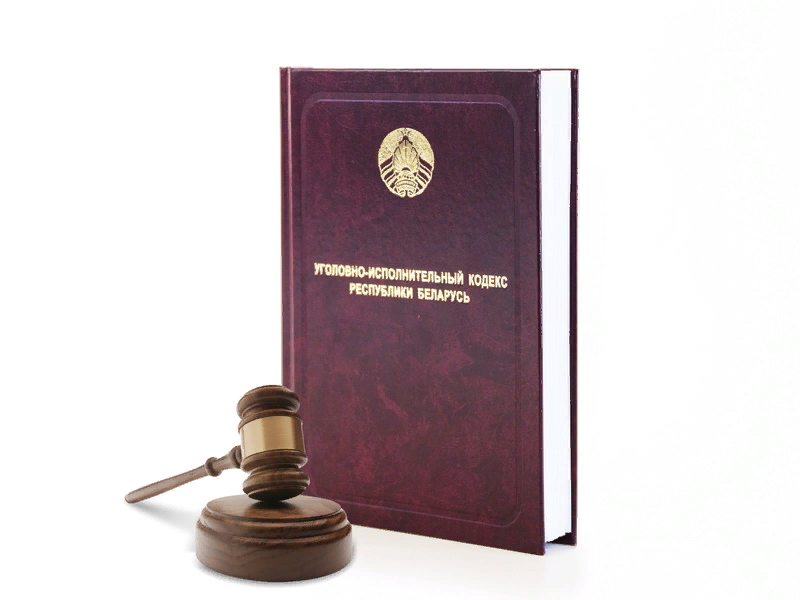 УГОЛОВНО-ИСПОЛНИТЕЛЬНЫЙ КОДЕКС
РЕСПУБЛИКИ БЕЛАРУСЬ